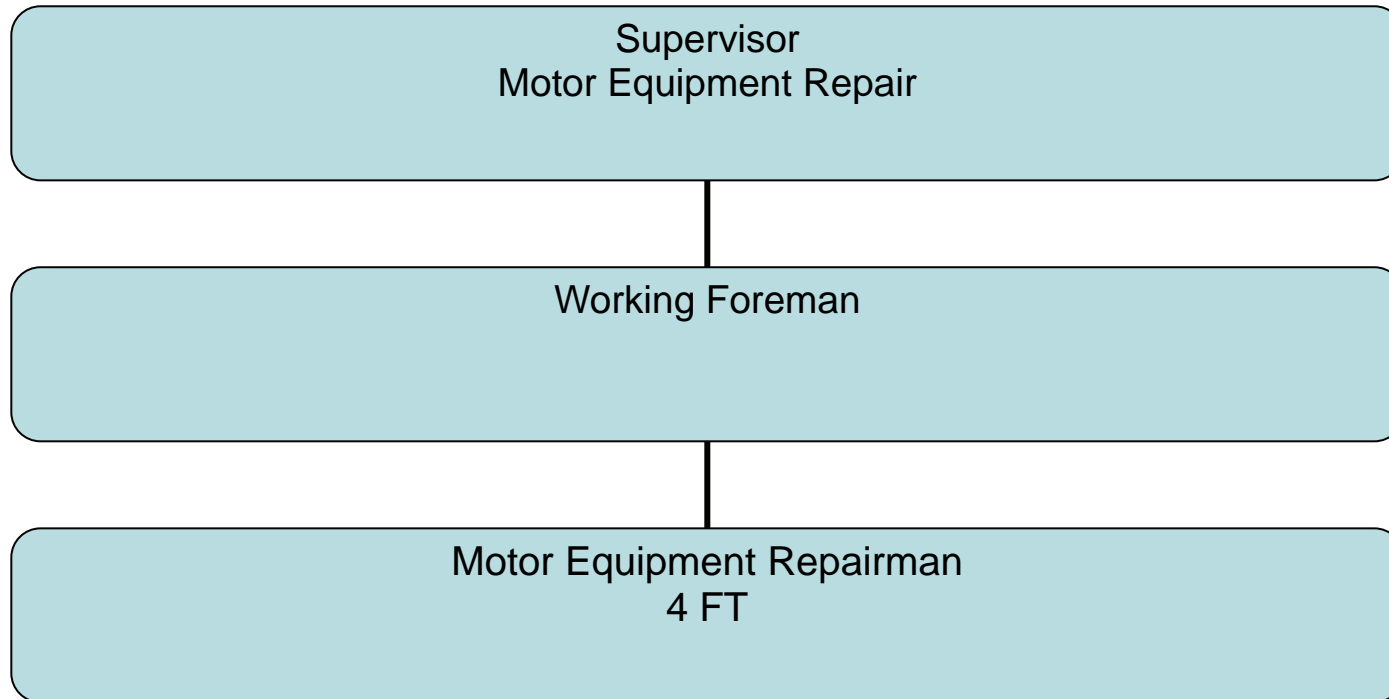 Supervisor
Motor Equipment Repair
Working Foreman
Motor Equipment Repairman
4 FT